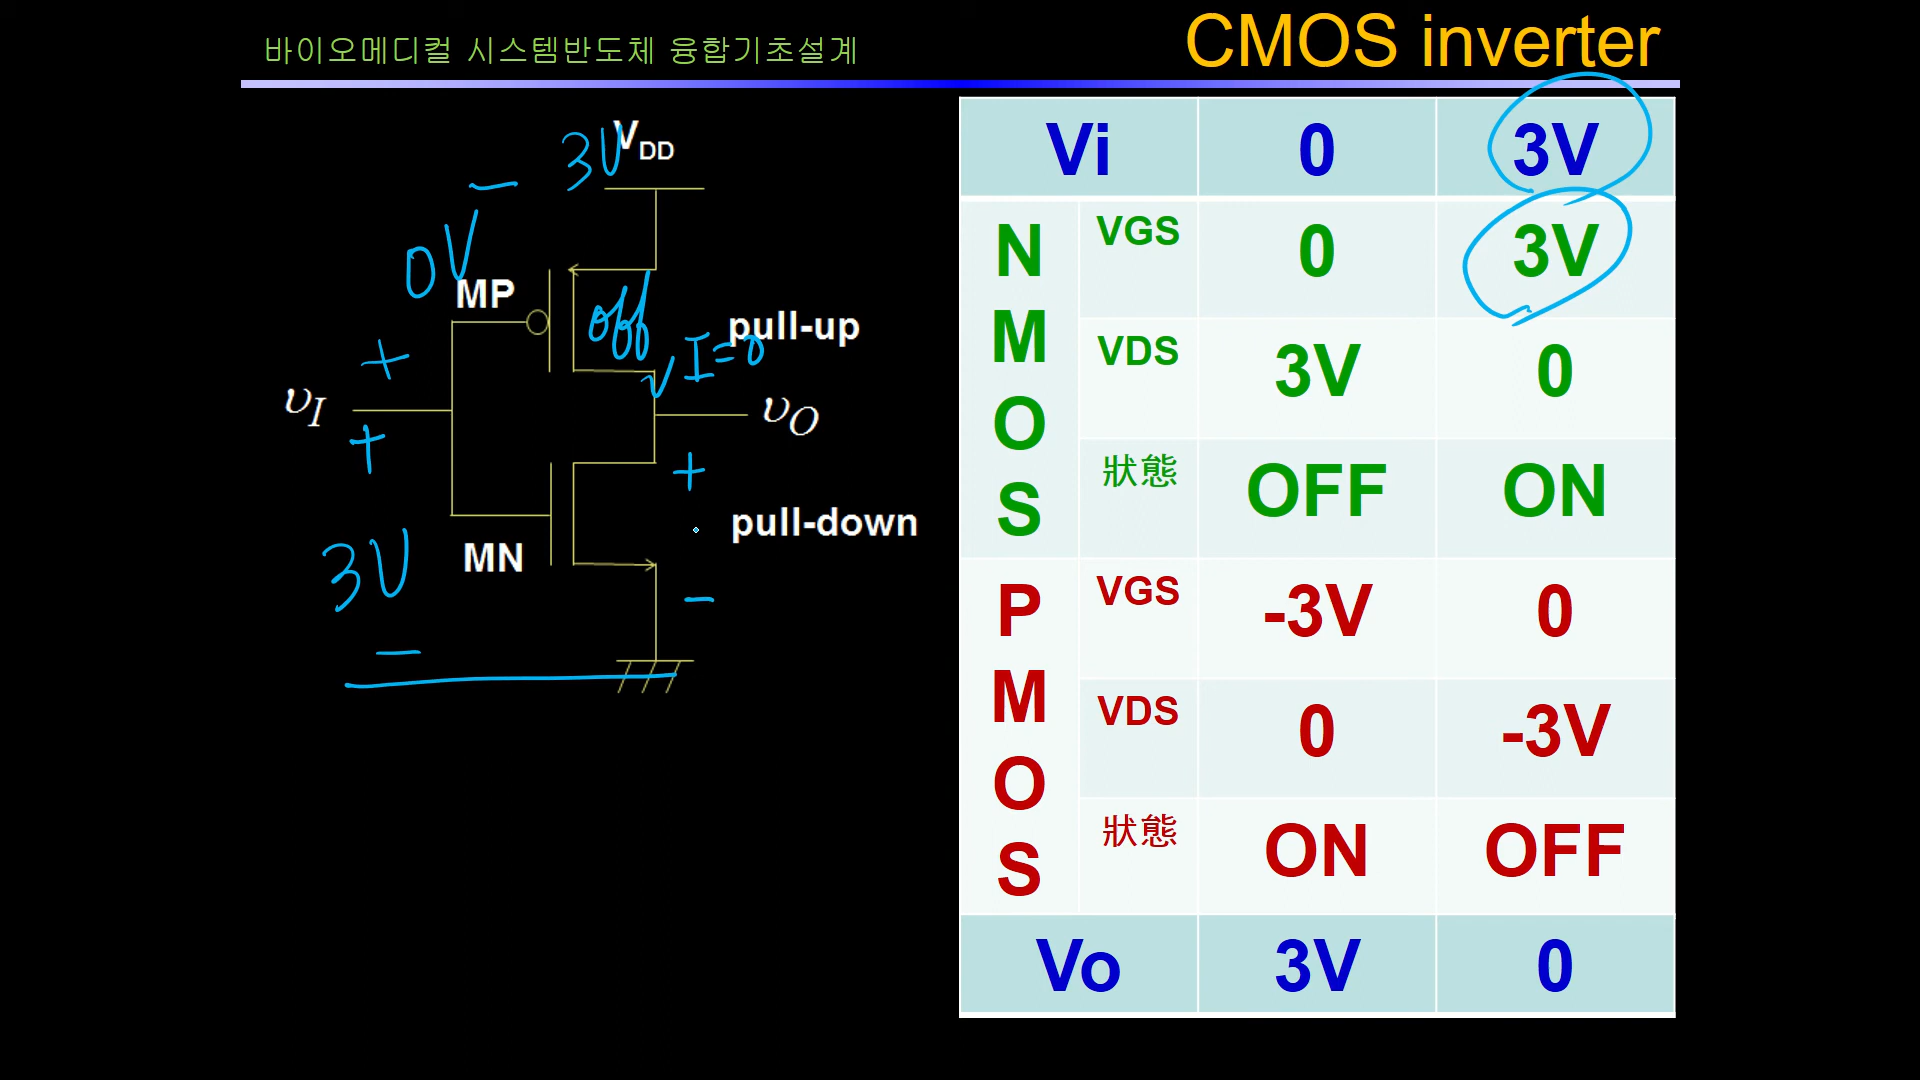 바이오메디컬 시스템반도체 융합기초설계
CMOS inverter
3V
VDD
0V
MP
off
pull-up
I=0
υI
υO
+
+
+
-
-
-
3V
MN
pull-down
Vi 0 3V
NMOS
VGS 0 3V
VDS 3V 0
狀態 OFF ON
PMOS
VGS -3V 0
VDS 0 -3V
狀態 ON OFF
Vo 3V 0